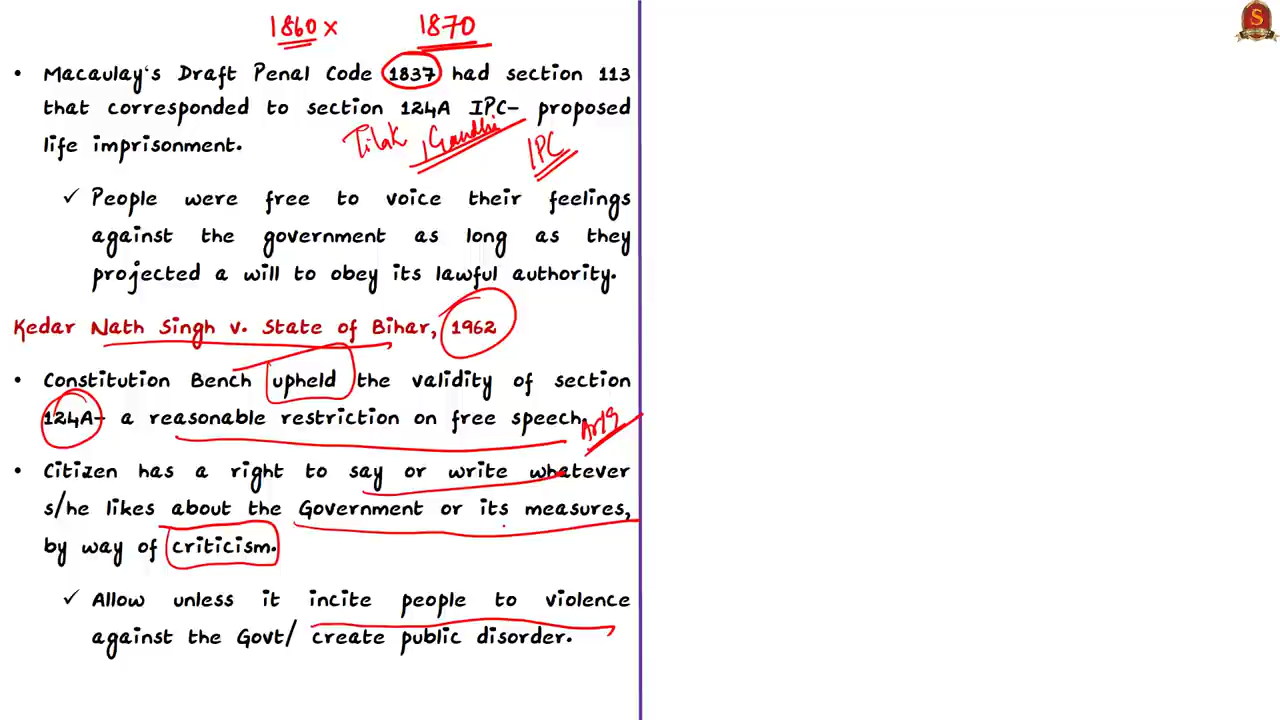 1860 x 1870
• Macaulay's Draft Penal Code 1837 had section 113
that corresponded to section 124A IPC- proposed
Tilak /Gandhi IPC
life imprisonment.
✓ People were free to voice their feelings
against the government as long as they
projected a will to obey its lawful authority.
Kedar Nath Singh v. State of Bihar, 1962
• Constitution Bench upheld the validity of section
124A- a reasonable restriction on free speech.
Art19
• Citizen has a right to say or write whatever
s/he likes about the Government or its measures,
by way of criticism.
✓ Allow unless it incite people to violence
against the Govt/ create public disorder.
S